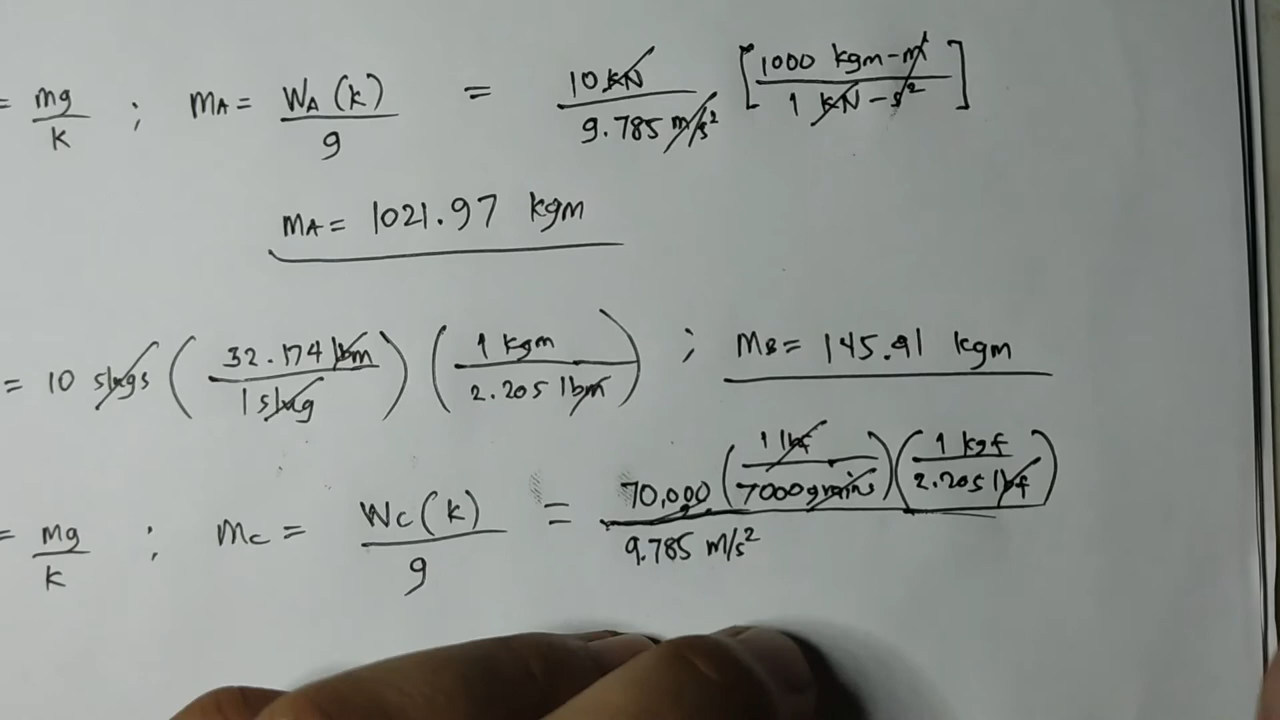 = mg/k ; mA = WA (k)/g = 10 kN/9.785 m/s² [1000 kgm-m/1 kN-s²]
mA = 1021.97 kgm
= 10 slugs (32.174 lbm/1 slug) (1 kgm/2.205 lbm) ; mB = 145.91 kgm
= mg/k ; mC = WC (k)/g = 70,000 (1 lbf/7000 grains) (1 kgf/2.205 lbf)/9.785 m/s²